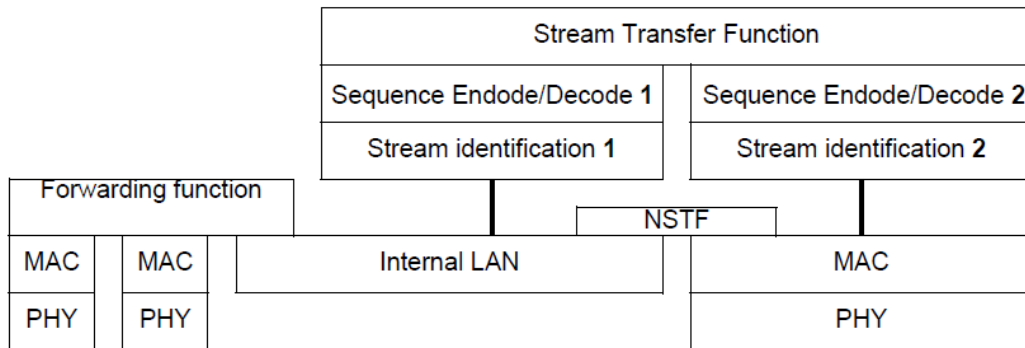 Stream Transfer Function
Sequence Endode/Decode 1
Sequence Endode/Decode 2
Stream identification 1
Stream identification 2
Forwarding function
NSTF
MAC
MAC
Internal LAN
MAC
PHY
PHY
PHY